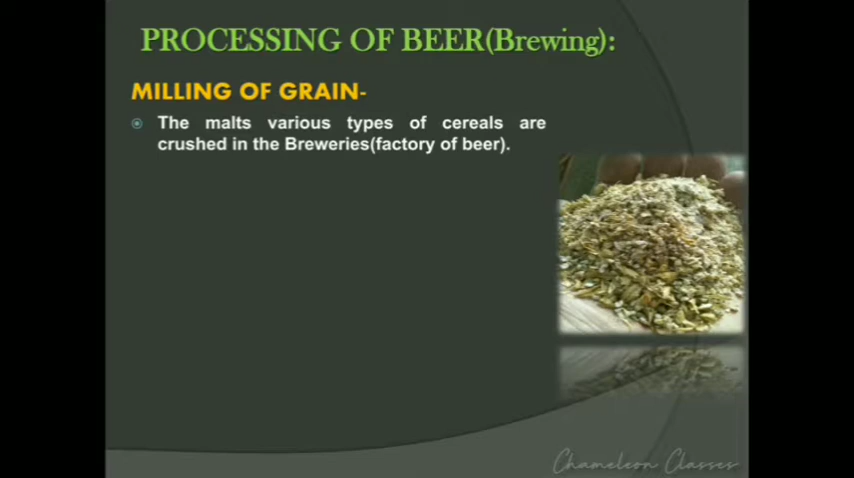 PROCESSING OF BEER(Brewing):
MILLING OF GRAIN-
The malts various types of cereals are
crushed in the Breweries(factory of beer).
Chameleon Classes